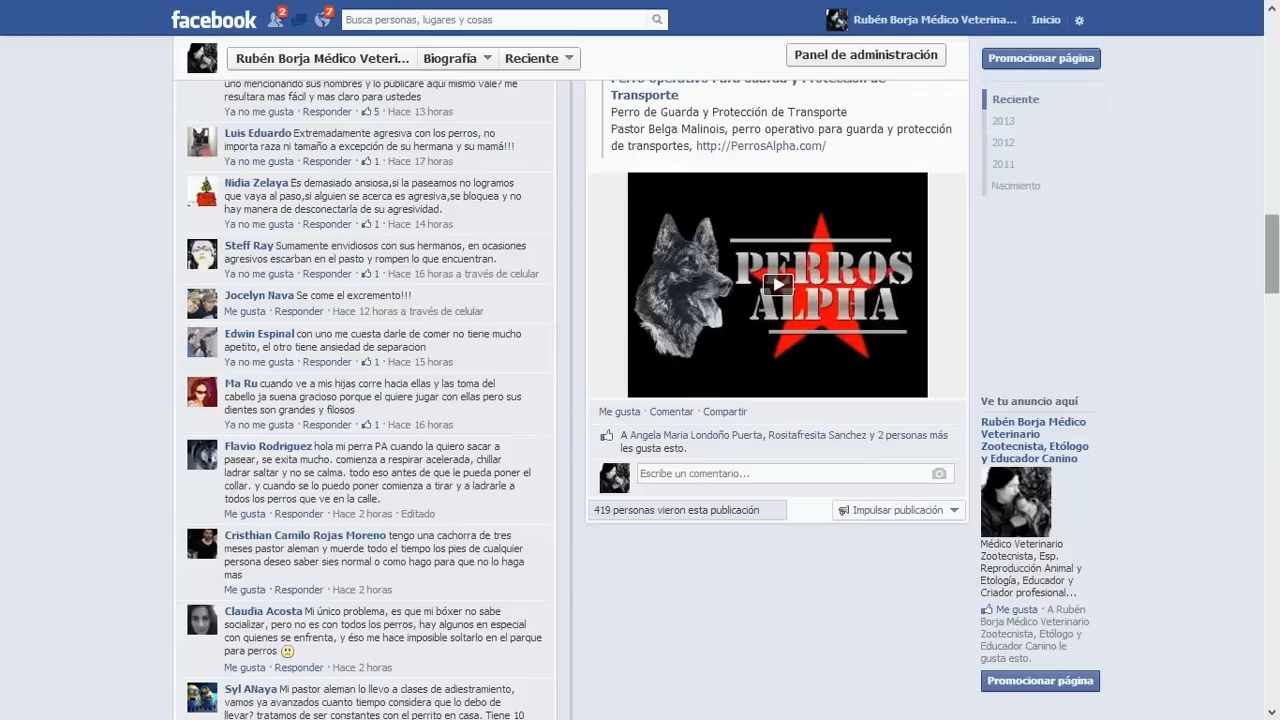 facebook 2 7 Busca personas, lugares y cosas Rubén Borja Médico Veterina... Inicio
Rubén Borja Médico Veteri... Biografía Reciente Panel de administración
uno mencionando sus nombres y lo publicare aqui mismo vale? me
resultara mas fácil y mas claro para ustedes
Ya no me gusta · Responder · 5 · Hace 13 horas
Luis Eduardo Extremadamente agresiva con los perros, no
importa raza ni tamaño a excepción de su hermana y su mamá!!!
Ya no me gusta · Responder · 1 · Hace 17 horas
Nidia Zelaya Es demasiado ansiosa,si la paseamos no logramos
que vaya al paso,si alguien se acerca es agresiva,se bloquea y no
hay manera de desconectarla de su agresividad.
Ya no me gusta · Responder · 1 · Hace 14 horas
Steff Ray Sumamente envidiosos con sus hermanos, en ocasiones
agresivos escarban en el pasto y rompen lo que encuentran.
Ya no me gusta · Responder · 1 · Hace 16 horas a través de celular
Jocelyn Nava Se come el excremento!!!
Me gusta · Responder · Hace 12 horas a través de celular
Edwin Espinal con uno me cuesta darle de comer no tiene mucho
apetito, el otro tiene ansiedad de separacion
Ya no me gusta · Responder · 1 · Hace 15 horas
Ma Ru cuando ve a mis hijas corre hacia ellas y las toma del
cabello ja suena gracioso porque el quiere jugar con ellas pero sus
dientes son grandes y filosos
Ya no me gusta · Responder · 1 · Hace 16 horas
Flavio Rodriguez hola mi perra PA cuando la quiero sacar a
pasear, se exita mucho. comienza a respirar acelerada, chillar
ladrar saltar y no se calma. todo eso antes de que le pueda poner el
collar. y cuando se lo puedo poner comienza a tirar y a ladrarle a
todos los perros que ve en la calle.
Me gusta · Responder · Hace 2 horas · Editado
Cristhian Camilo Rojas Moreno tengo una cachorra de tres
meses pastor aleman y muerde todo el tiempo los pies de cualquier
persona deseo saber sies normal o como hago para que no lo haga
mas
Me gusta · Responder · Hace 2 horas
Claudia Acosta Mi único problema, es que mi bóxer no sabe
socializar, pero no es con todos los perros, hay algunos en especial
con quienes se enfrenta, y éso me hace imposible soltarlo en el parque
para perros
Me gusta · Responder · Hace 2 horas
Syl ANaya Mi pastor aleman lo llevo a clases de adiestramiento,
vamos ya avanzados cuanto tiempo considera que lo debo de
llevar? tratamos de ser constantes con el perrito en casa. Tiene 10
Perro operativo Para Guarda y Protección de
Transporte
Perro de Guarda y Protección de Transporte
Pastor Belga Malinois, perro operativo para guarda y protección
de transportes, http://PerrosAlpha.com/
PERROS
ALPHA
Me gusta · Comentar · Compartir
A Angela Maria Londoño Puerta, Rositafresita Sanchez y 2 personas más
les gusta esto.
Escribe un comentario...
419 personas vieron esta publicación Impulsar publicación
Promocionar página
Reciente
2013
2012
2011
Nacimiento
Ve tu anuncio aquí
Rubén Borja Médico
Veterinario
Zootecnista, Etólogo
y Educador Canino
Médico Veterinario
Zootecnista, Esp.
Reproducción Animal y
Etología, Educador y
Criador profesional...
Me gusta · A Rubén
Borja Médico Veterinario
Zootecnista, Etólogo y
Educador Canino le
gusta esto.
Promocionar página